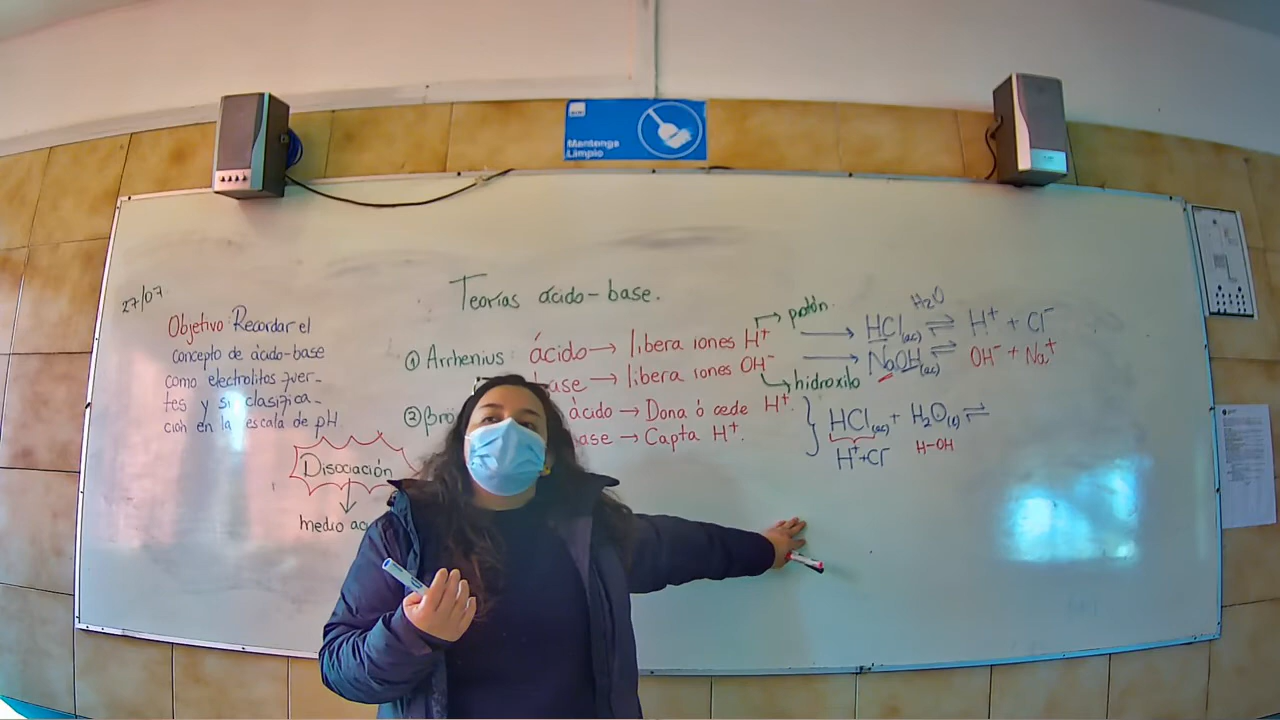 Mantenga
Limpio
27/07
Teorías ácido-base.
Objetivo: Recordar el
concepto de ácido-base
como electrolitos fuer-
tes y su clasifica-
ción en la escala de pH
Disociación
medio
① Arrhenius ácido → libera iones H⁺ → protón
base → libera iones OH⁻ → hidroxilo
② ácido → Dona ó cede H⁺.
base → Capta H⁺.
H₂O
→ HCl(ac) ⇌ H⁺ + Cl⁻
→ NaOH(ac) ⇌ OH⁻ + Na⁺
HCl(ac) + H₂O(l) ⇌
H⁺+Cl⁻ H-OH